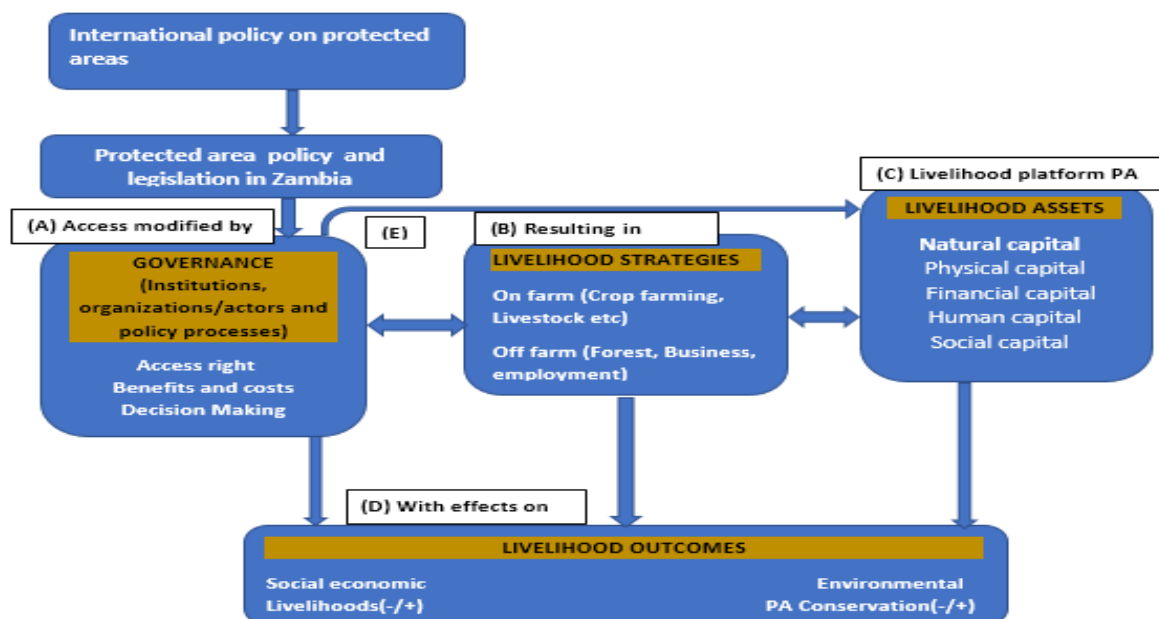 International policy on protected
areas
Protected area policy and
legislation in Zambia
(A) Access modified by
GOVERNANCE
(Institutions,
organizations/actors and
policy processes)
Access right
Benefits and costs
Decision Making
(E)
(B) Resulting in
LIVELIHOOD STRATEGIES
On farm (Crop farming,
Livestock etc)
Off farm (Forest, Business,
employment)
(C) Livelihood platform PA
LIVELIHOOD ASSETS
Natural capital
Physical capital
Financial capital
Human capital
Social capital
(D) With effects on
LIVELIHOOD OUTCOMES
Social economic
Livelihoods(-/+)
Environmental
PA Conservation(-/+)